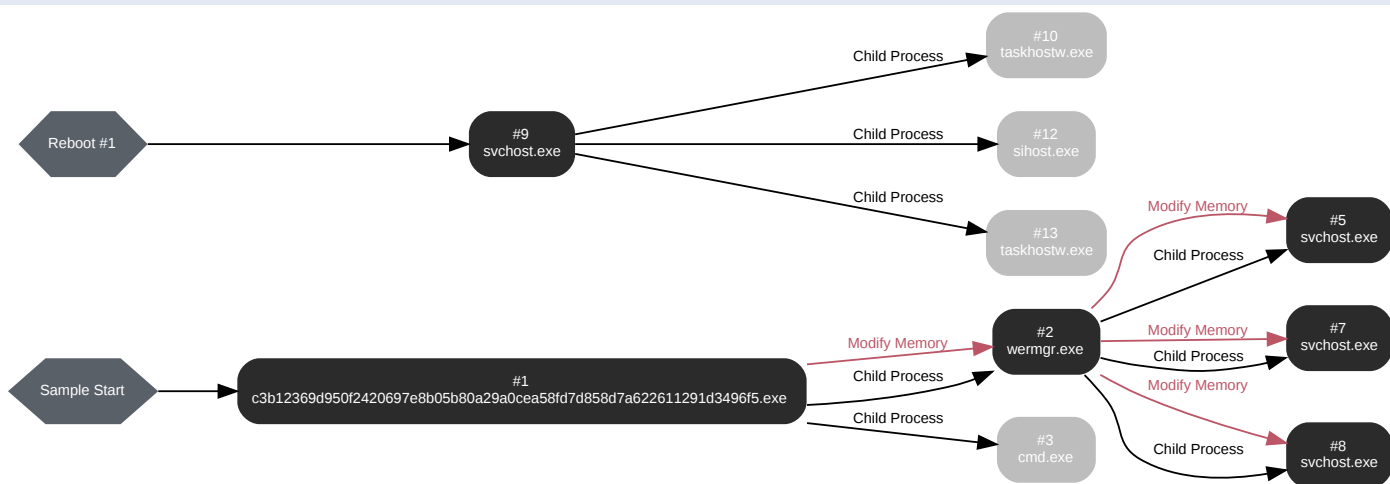 #10
taskhostw.exe
Child Process
Reboot #1
#9
svchost.exe
Child Process
#12
sihost.exe
Child Process
#13
taskhostw.exe
Modify Memory
#5
svchost.exe
Child Process
Sample Start
#1
c3b12369d950f2420697e8b05b80a29a0cea58fd7d858d7a622611291d3496f5.exe
Modify Memory
Child Process
Child Process
#2
wermgr.exe
#3
cmd.exe
Modify Memory
Child Process
#7
svchost.exe
Modify Memory
Child Process
#8
svchost.exe